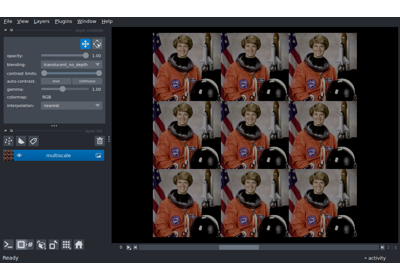 File View Layers Plugins Window Help
opacity: 1.00
blending: translucent_no_depth
contrast limits:
auto-contrast: once continuous
gamma: 1.00
colormap: RGB
interpolation: nearest
multiscale
0
Ready
activity